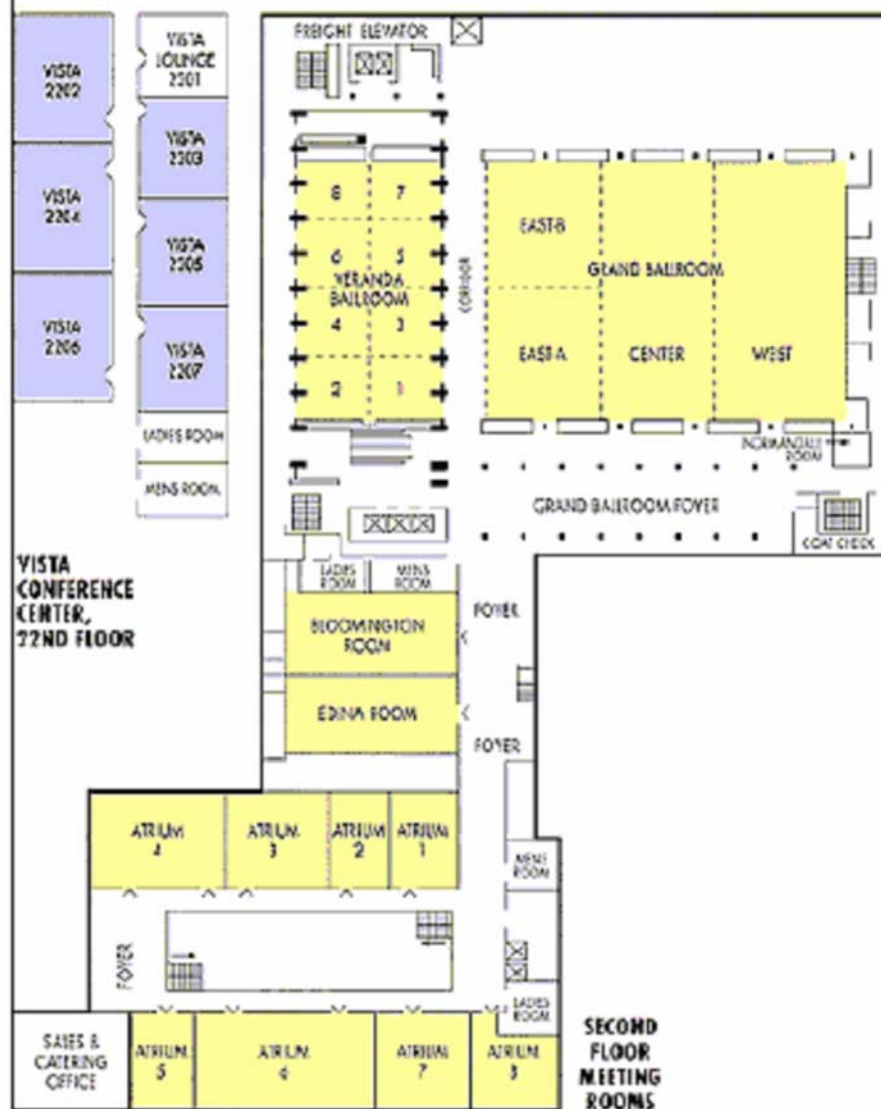 FREIGHT ELEVATOR
VISTA
2202
VISTA
LOUNGE
2201
VISTA
2203
VISTA
2204
VISTA
2205
VISTA
2206
VISTA
2207
LADIES ROOM
MENS ROOM
VISTA
CONFERENCE
CENTER,
22ND FLOOR
8
7
6
5
VERANDA
BALLROOM
4
3
2
1
CORRIDOR
EAST-B
GRAND BALLROOM
EAST-A
CENTER
WEST
NORMANDALE
ROOM
GRAND BALLROOM FOYER
COAT CHECK
LADIES
ROOM
MENS
ROOM
BLOOMINGTON
ROOM
FOYER
EDINA ROOM
FOYER
ATRIUM
4
ATRIUM
3
ATRIUM
2
ATRIUM
1
MENS
ROOM
FOYER
LADIES
ROOM
SALES &
CATERING
OFFICE
ATRIUM
5
ATRIUM
6
ATRIUM
7
ATRIUM
8
SECOND
FLOOR
MEETING
ROOMS